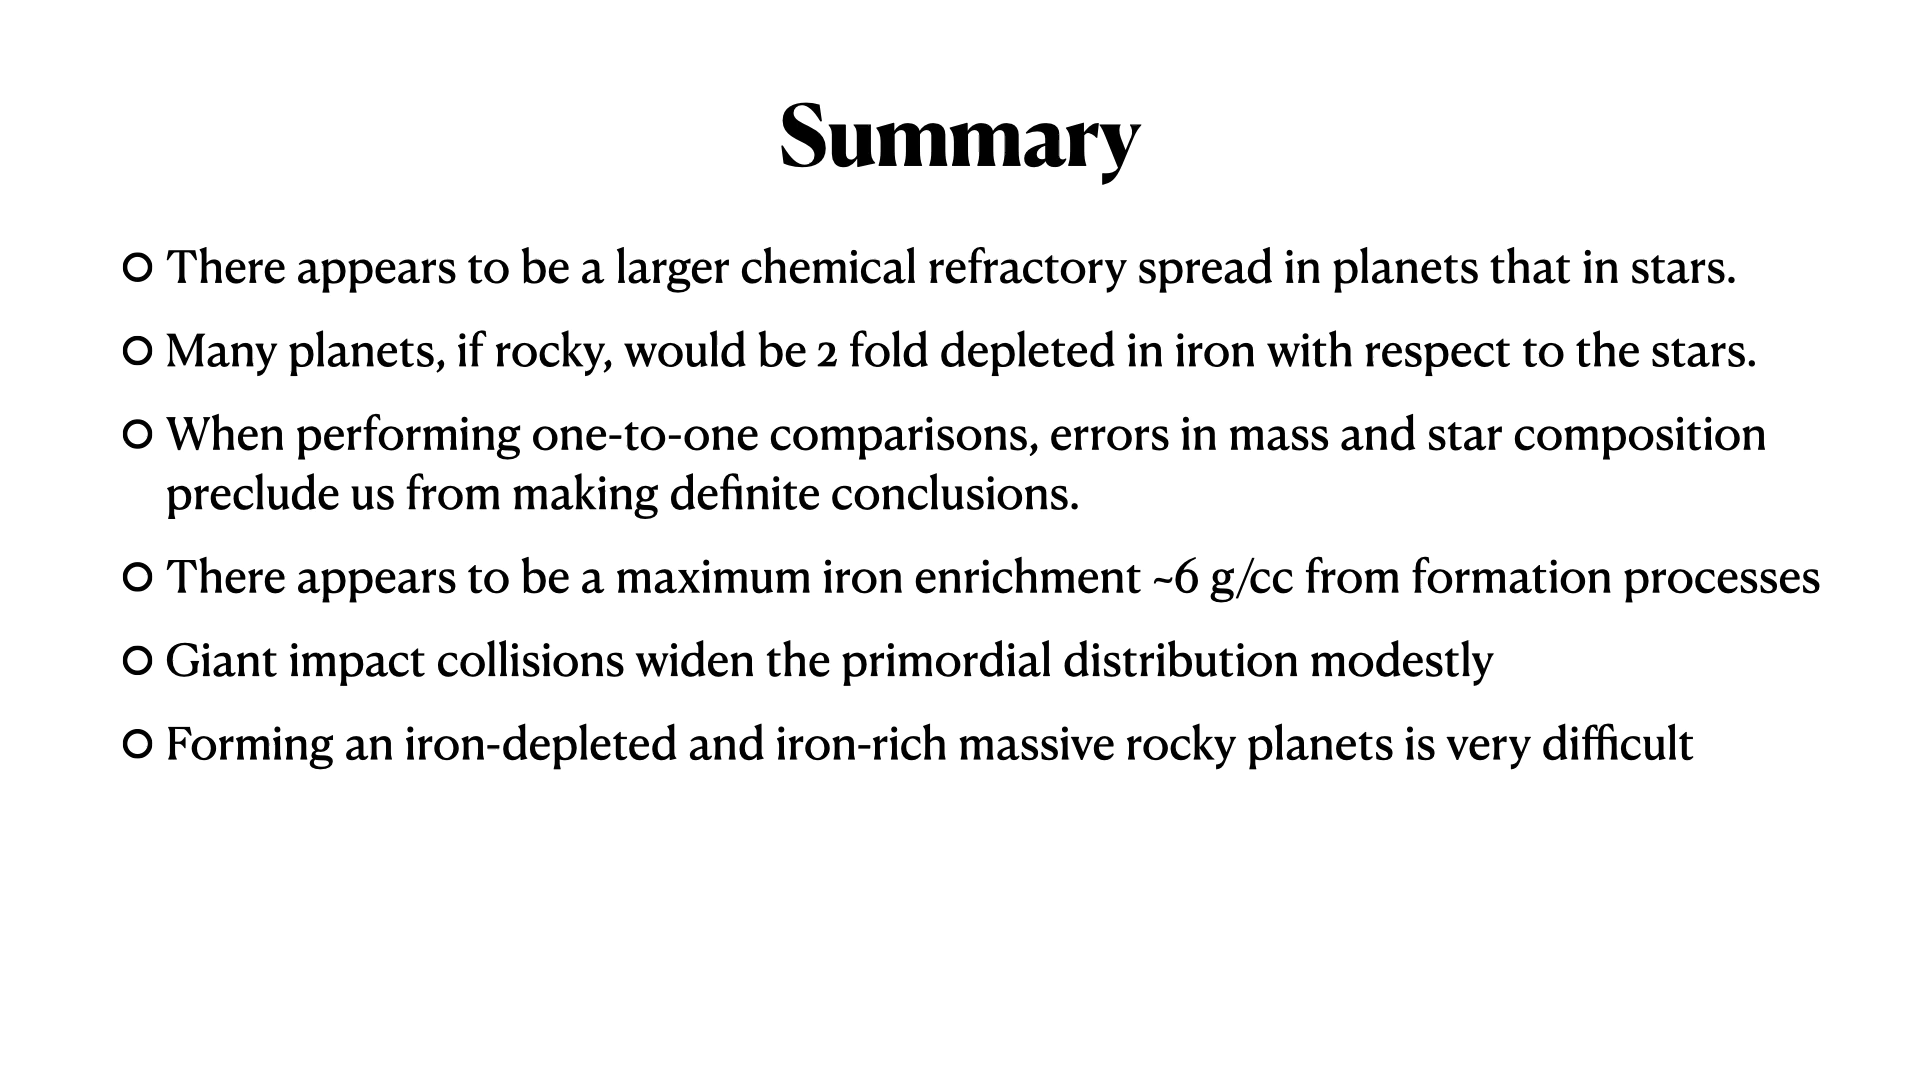 Summary
There appears to be a larger chemical refractory spread in planets that in stars.
Many planets, if rocky, would be 2 fold depleted in iron with respect to the stars.
When performing one-to-one comparisons, errors in mass and star composition
preclude us from making definite conclusions.
There appears to be a maximum iron enrichment ~6 g/cc from formation processes
Giant impact collisions widen the primordial distribution modestly
Forming an iron-depleted and iron-rich massive rocky planets is very difficult